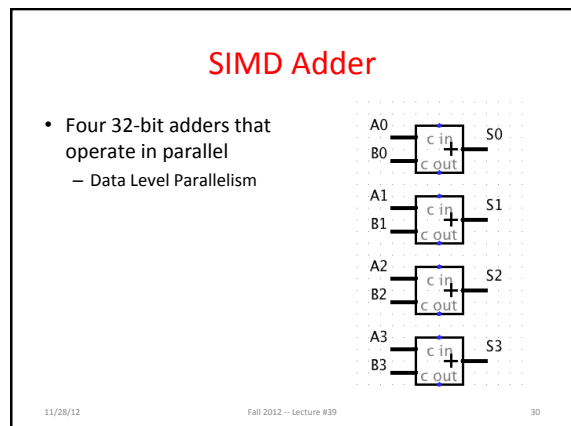 SIMD Adder
• Four 32-bit adders that
operate in parallel
– Data Level Parallelism
A0
B0
c in
+
c out
S0
A1
B1
c in
+
c out
S1
A2
B2
c in
+
c out
S2
A3
B3
c in
+
c out
S3
11/28/12
Fall 2012 -- Lecture #39
30